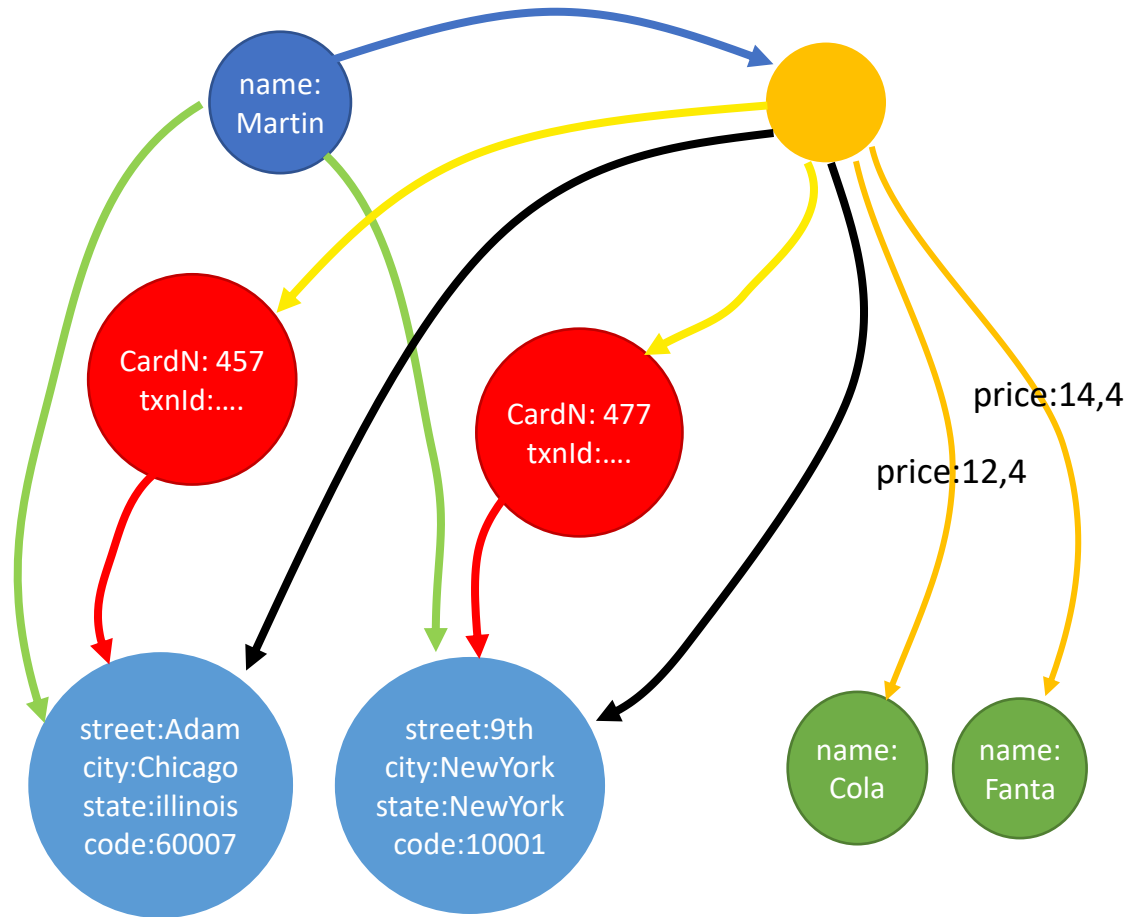 name:
Martin
CardN: 457
txnId:....
CardN: 477
txnId:....
price:14,4
price:12,4
street:Adam
city:Chicago
state:illinois
code:60007
street:9th
city:NewYork
state:NewYork
code:10001
name:
Cola
name:
Fanta